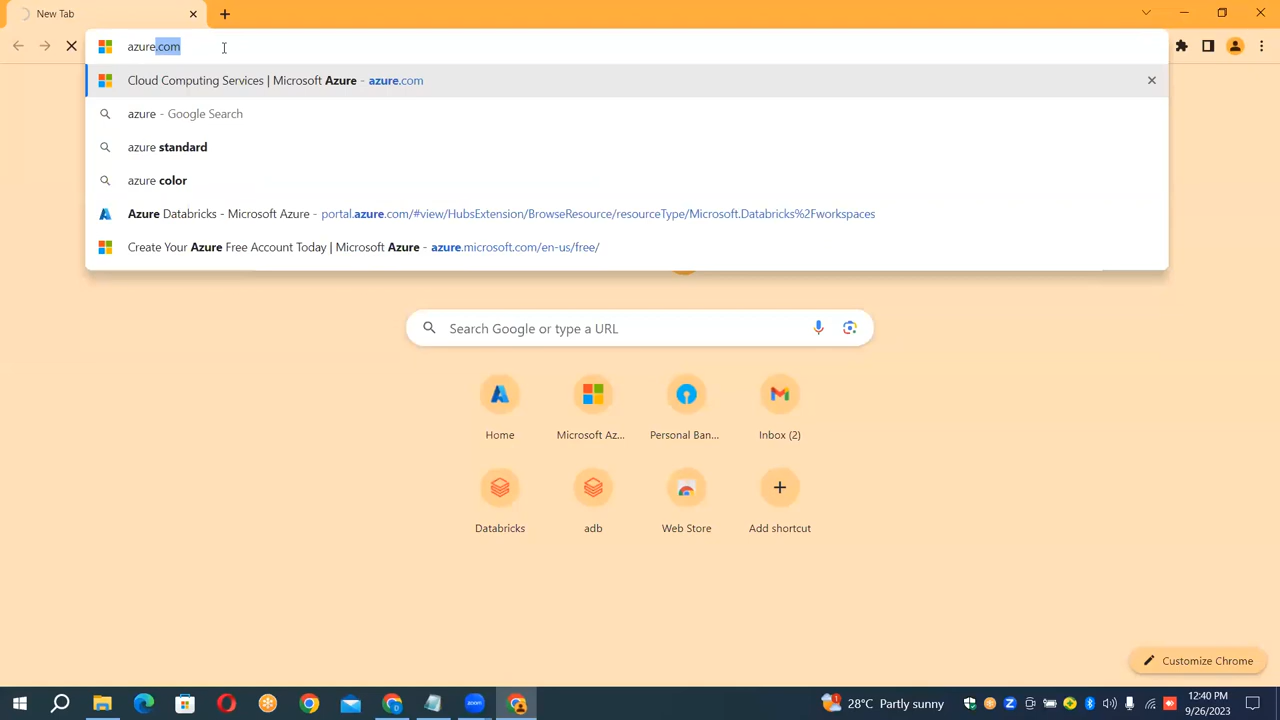 New Tab
azure.com
Cloud Computing Services | Microsoft Azure - azure.com
azure - Google Search
azure standard
azure color
Azure Databricks - Microsoft Azure - portal.azure.com/#view/HubsExtension/BrowseResource/resourceType/Microsoft.Databricks%2Fworkspaces
Create Your Azure Free Account Today | Microsoft Azure - azure.microsoft.com/en-us/free/
Search Google or type a URL
Home
Microsoft Az...
Personal Ban...
Inbox (2)
Databricks
adb
Web Store
Add shortcut
Customize Chrome
zoom
1
28°C Partly sunny
12:40 PM
9/26/2023